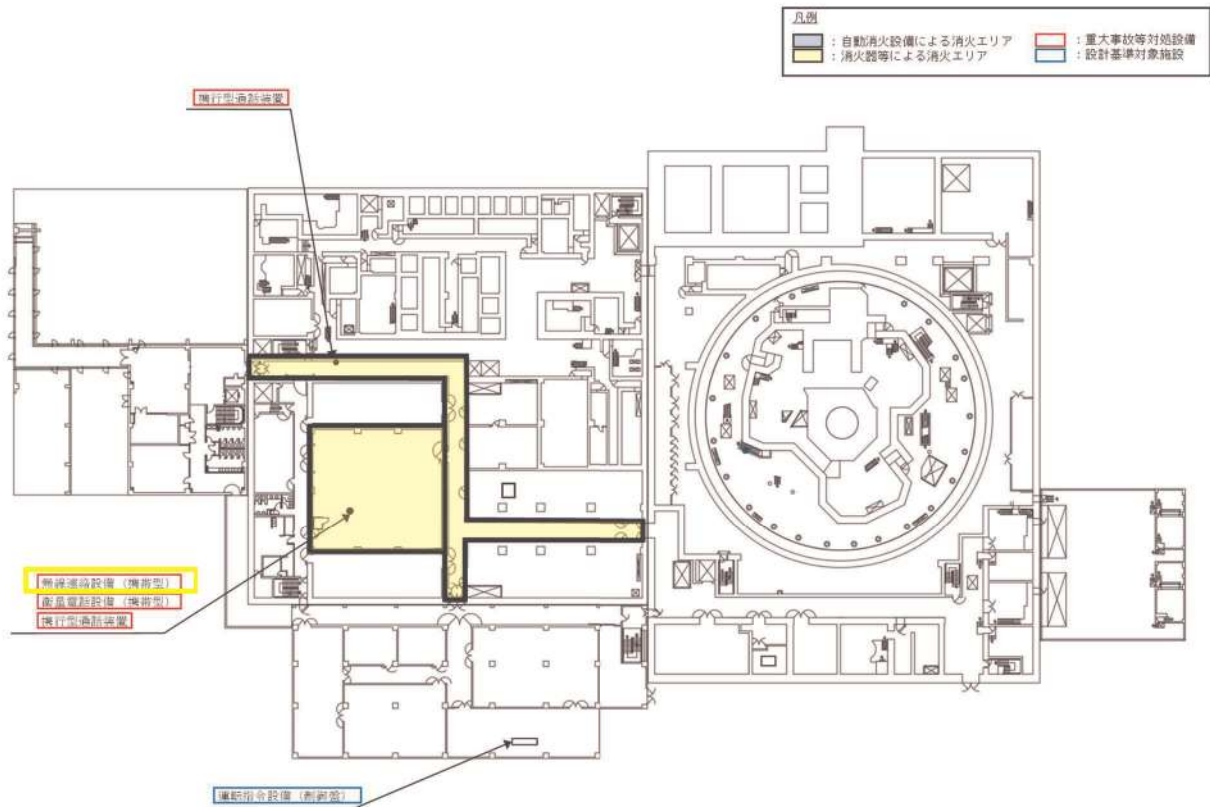 凡例
：自動消火設備による消火エリア
：消火器等による消火エリア
：重大事故等対処設備
：設計基準対象施設
携行型通話装置
無線連絡設備（携帯型）
衛星電話設備（携帯型）
携行型通話装置
運転指令設備（制御盤）